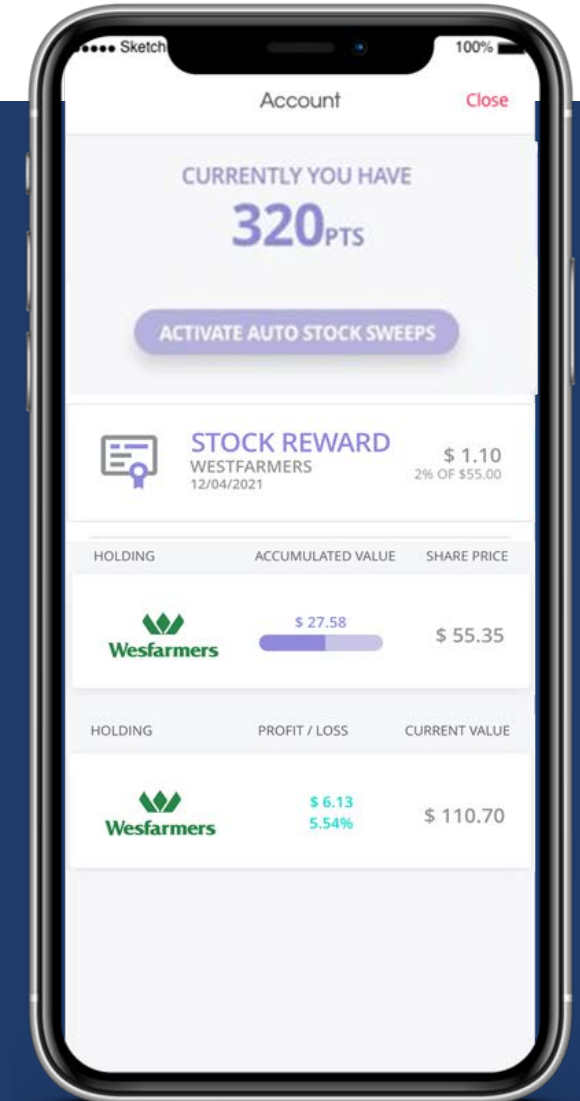 Sketch
100%
Account
Close
CURRENTLY YOU HAVE
320PTS
ACTIVATE AUTO STOCK SWEEPS
STOCK REWARD
WESTFARMERS
12/04/2021
$ 1.10
2% OF $55.00
HOLDING ACCUMULATED VALUE SHARE PRICE
Wesfarmers
$ 27.58
$ 55.35
HOLDING PROFIT / LOSS CURRENT VALUE
Wesfarmers
$ 6.13
5.54%
$ 110.70